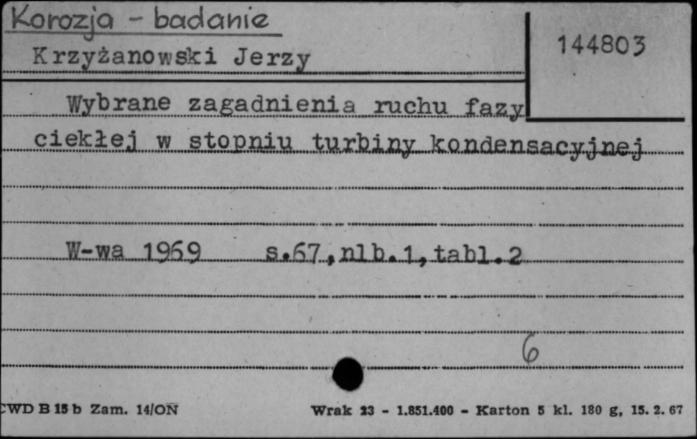 Korozja - badanie
Krzyżanowski Jerzy
144803
Wybrane zagadnienia ruchu fazy
ciekłej w stopniu turbiny kondensacyjnej
W-wa 1969 s.67,nlb.1,tabl.2
6
CWD B 15 b Zam. 14/ON Wrak 23 - 1.851.400 - Karton 5 kl. 180 g, 15. 2. 67